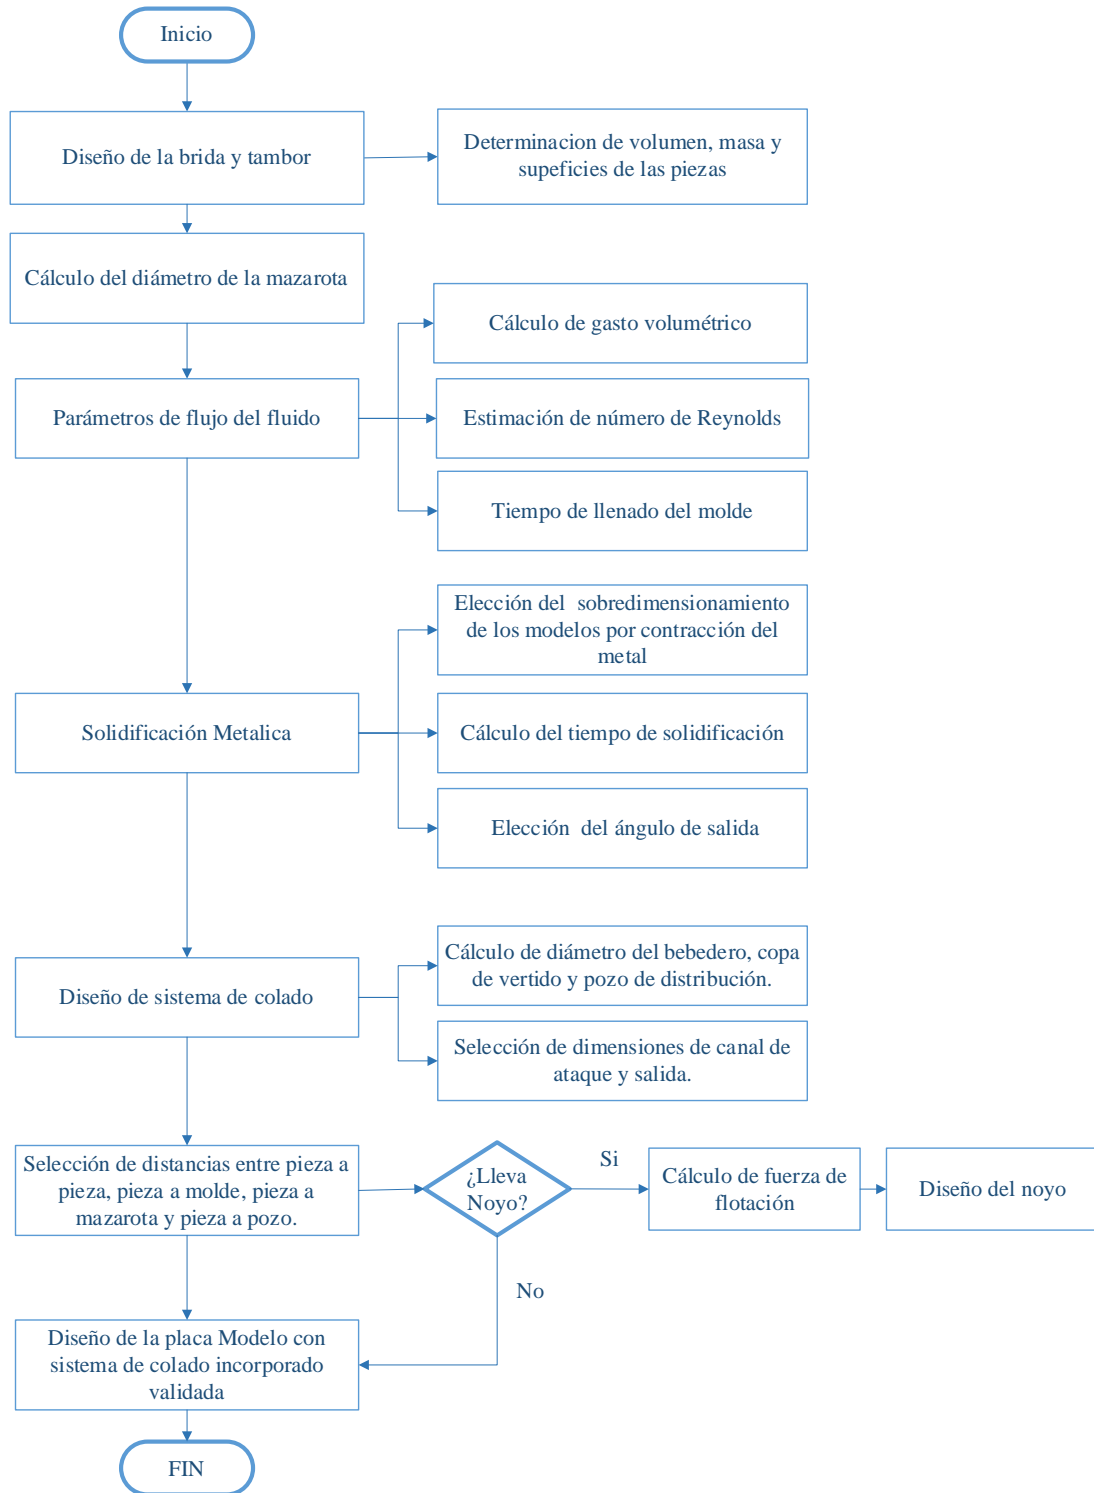 Inicio
Diseño de la brida y tambor
Determinacion de volumen, masa y
supeficies de las piezas
Cálculo del diámetro de la mazarota
Cálculo de gasto volumétrico
Parámetros de flujo del fluido
Estimación de número de Reynolds
Tiempo de llenado del molde
Elección del sobredimensionamiento
de los modelos por contracción del
metal
Solidificación Metalica
Cálculo del tiempo de solidificación
Elección del ángulo de salida
Cálculo de diámetro del bebedero, copa
de vertido y pozo de distribución.
Diseño de sistema de colado
Selección de dimensiones de canal de
ataque y salida.
Selección de distancias entre pieza a
pieza, pieza a molde, pieza a
mazarota y pieza a pozo.
¿Lleva
Noyo?
Si
Cálculo de fuerza de
flotación
Diseño del noyo
No
Diseño de la placa Modelo con
sistema de colado incorporado
validada
FIN